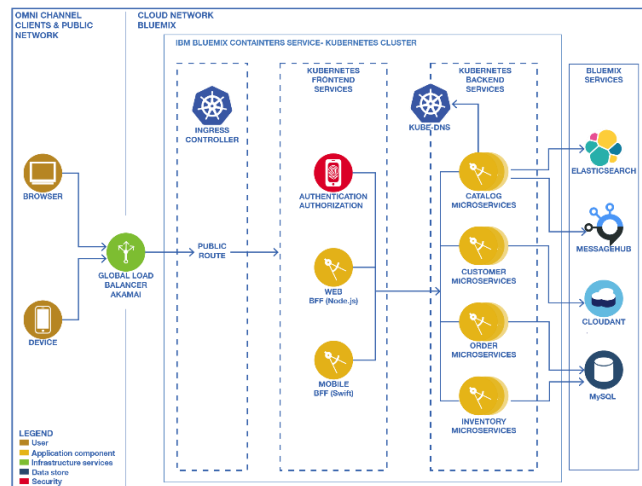 OMNI CHANNEL
CLIENTS & PUBLIC
NETWORK
CLOUD NETWORK
BLUEMIX
IBM BLUEMIX CONTAINTERS SERVICE- KUBERNETES CLUSTER
INGRESS
CONTROLLER
KUBERNETES
FRONTEND
SERVICES
KUBERNETES
BACKEND
SERVICES
BLUEMIX
SERVICES
KUBE-DNS
ELASTICSEARCH
BROWSER
AUTHENTICATION
AUTHORIZATION
CATALOG
MICROSERVICES
MESSAGEHUB
PUBLIC
ROUTE
GLOBAL LOAD
BALANCER
AKAMAI
WEB
BFF (Node.js)
CUSTOMER
MICROSERVICES
CLOUDANT
DEVICE
ORDER
MICROSERVICES
MOBILE
BFF (Swift)
MySQL
INVENTORY
MICROSERVICES
LEGEND
User
Application component
Infrastructure services
Data store
Security